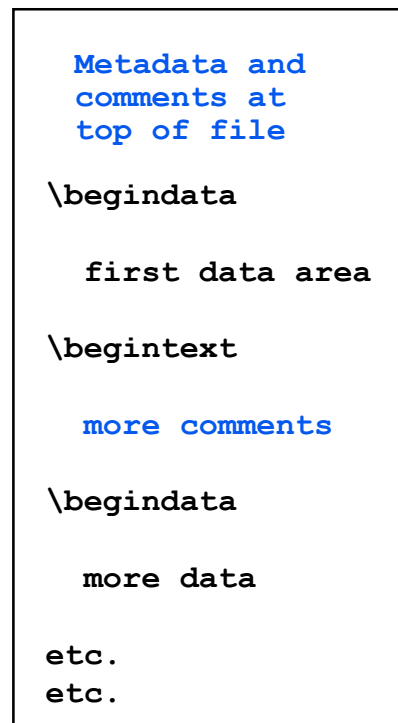 Metadata and
comments at
top of file
\begindata
first data area
\begintext
more comments
\begindata
more data
etc.
etc.